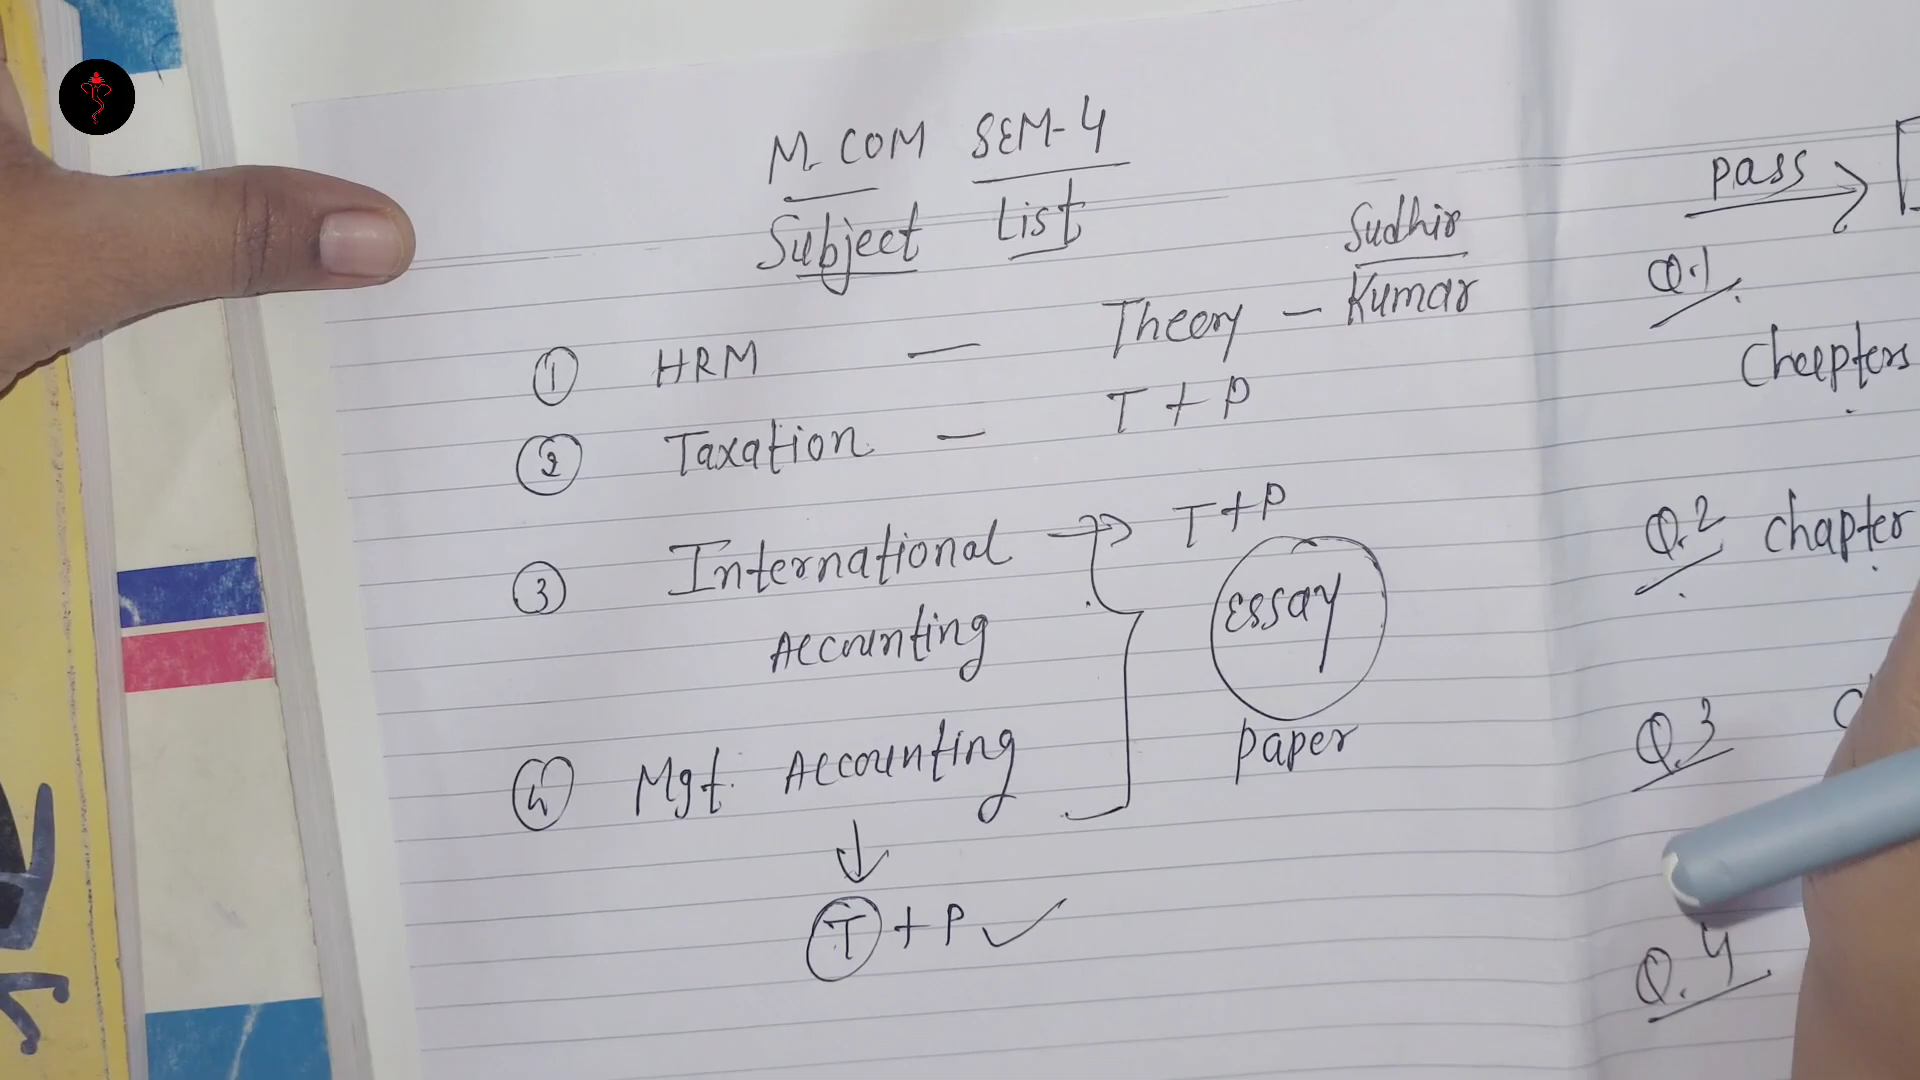 M.COM SEM-4
Subject List
① HRM — Theory — Sudhir Kumar
② Taxation — T + P
③ International Accounting → T+P
Essay
paper
④ Mgt. Accounting
↓
T + P ✓
pass →
Q.1
Cheepters
Q.2 chapter
Q.3
Q.4